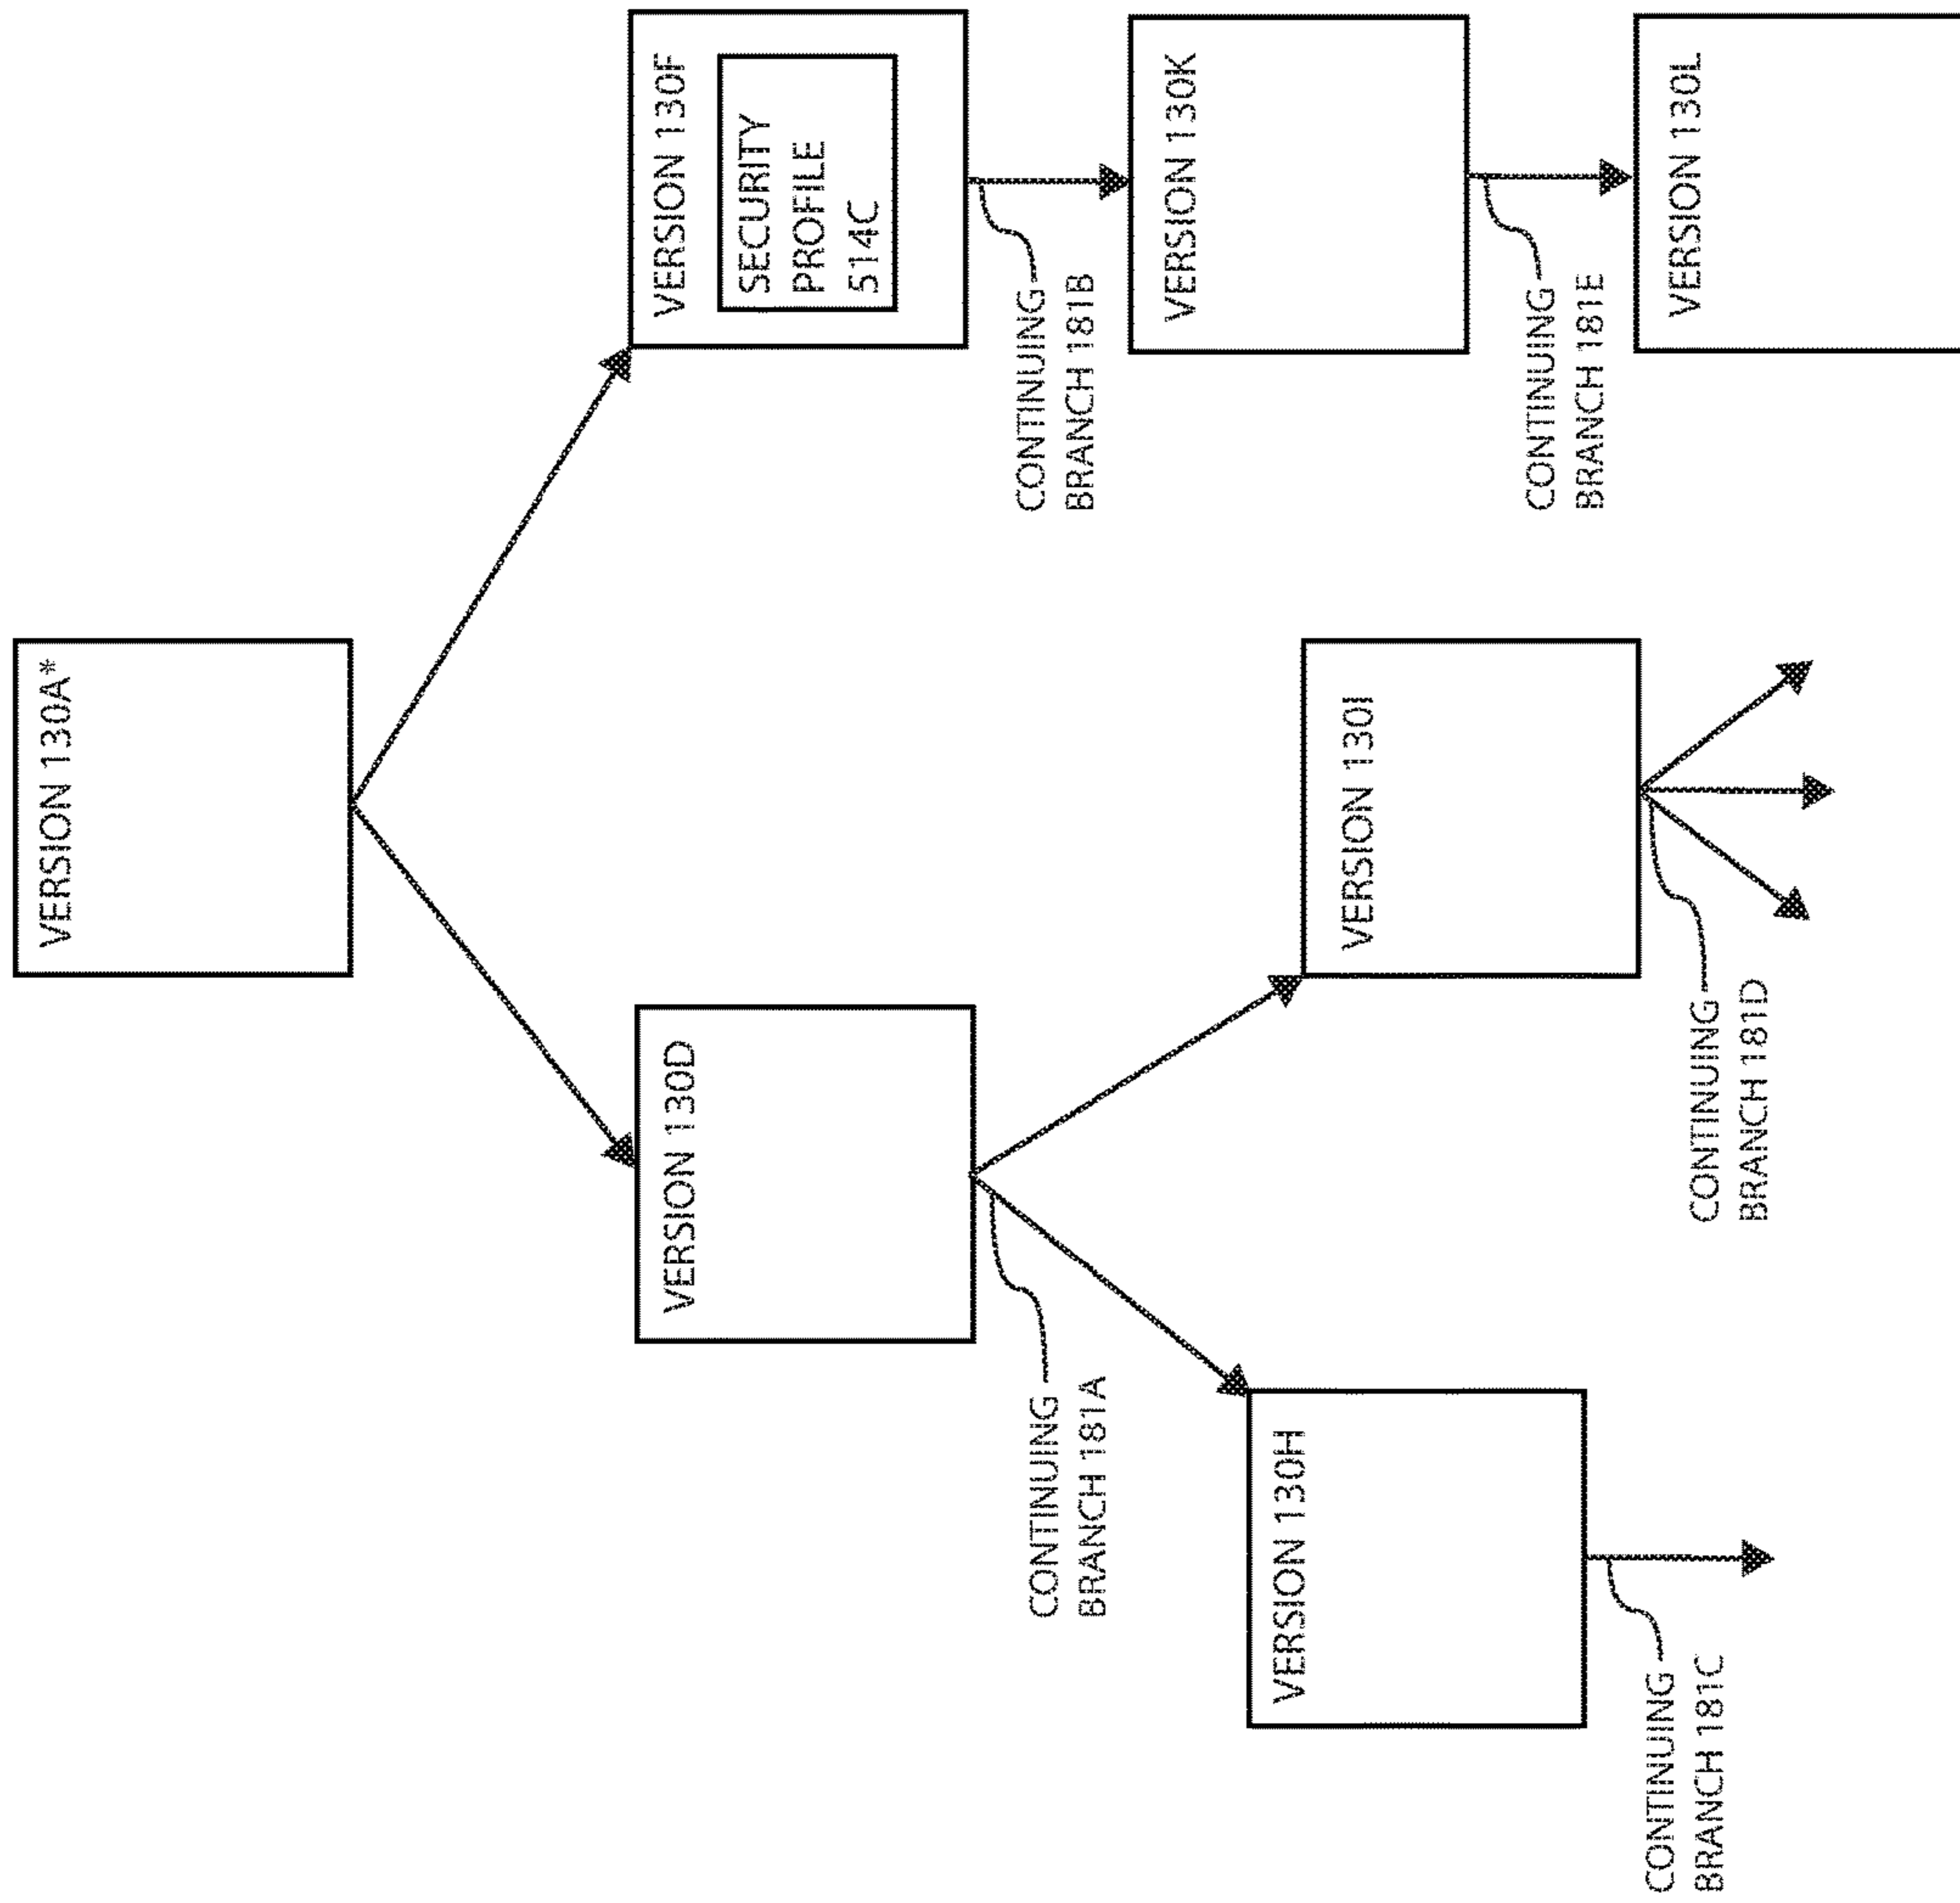 VERSION 130A*
VERSION 130D
VERSION 130F
SECURITY
PROFILE
514C
CONTINUING
BRANCH 181A
CONTINUING
BRANCH 181B
VERSION 130H
VERSION 130I
VERSION 130K
CONTINUING
BRANCH 181C
CONTINUING
BRANCH 181D
CONTINUING
BRANCH 181E
VERSION 130L